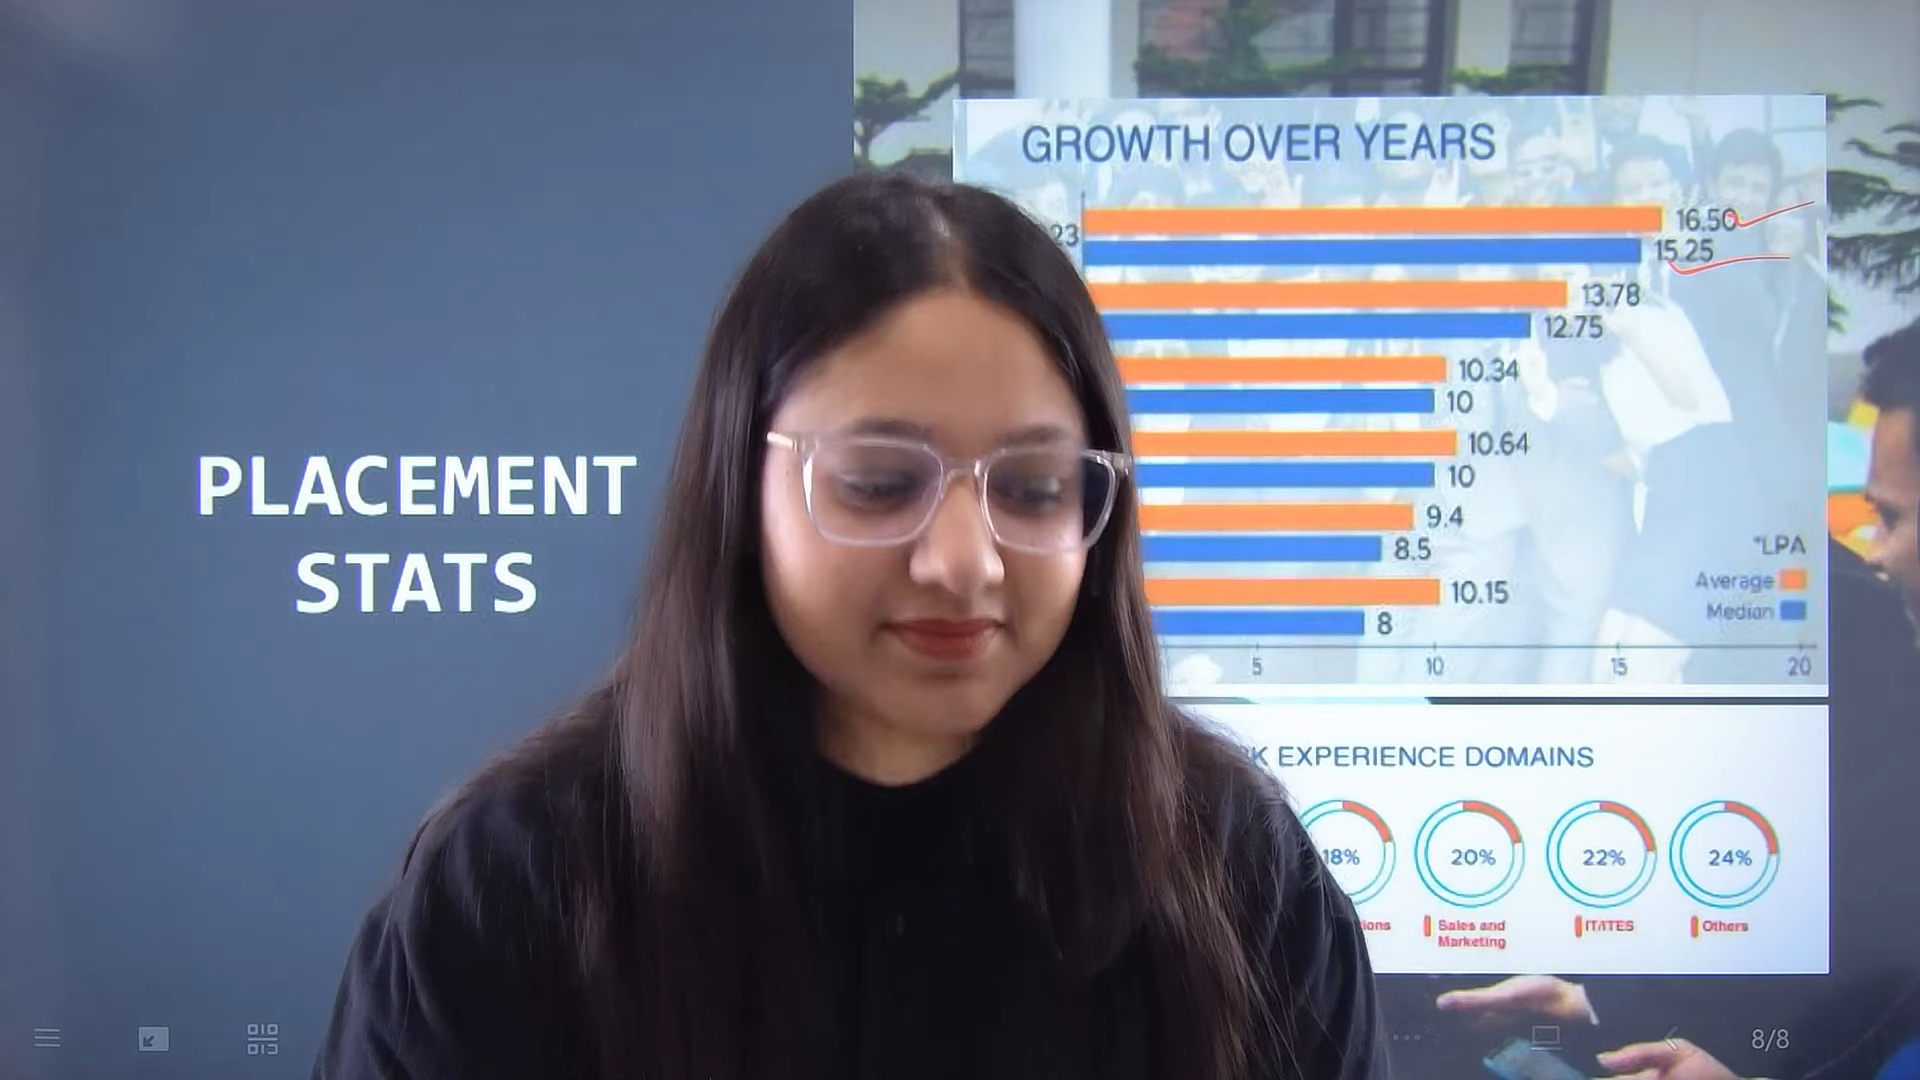 PLACEMENT
STATS
GROWTH OVER YEARS
23
16.50
15.25
13.78
12.75
10.34
10
10.64
10
9.4
8.5
10.15
8
*LPA
Average
Median
5
10
15
20
EXPERIENCE DOMAINS
18%
20%
22%
24%
Sales and
Marketing
IT/ITES
Others
8/8